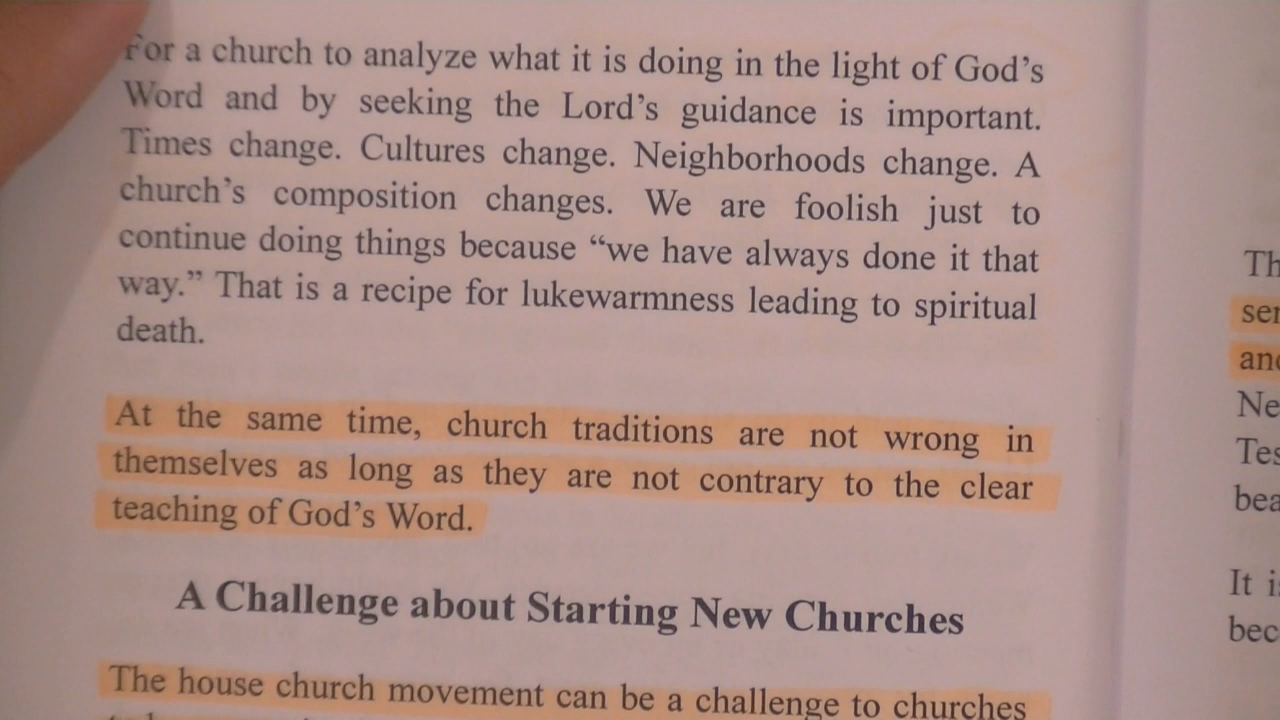 For a church to analyze what it is doing in the light of God's
Word and by seeking the Lord's guidance is important.
Times change. Cultures change. Neighborhoods change. A
church's composition changes. We are foolish just to
continue doing things because “we have always done it that
way.” That is a recipe for lukewarmness leading to spiritual
death.
At the same time, church traditions are not wrong in
themselves as long as they are not contrary to the clear
teaching of God's Word.
A Challenge about Starting New Churches
The house church movement can be a challenge to churches
It